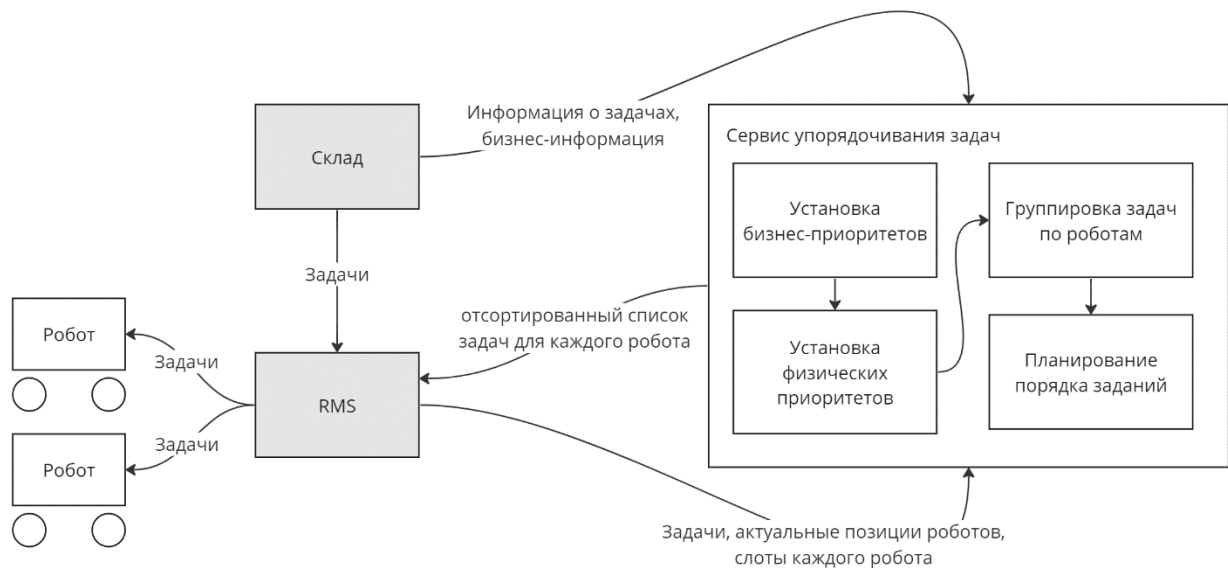 Информация о задачах,
бизнес-информация
Склад
Задачи
Сервис упорядочивания задач
Установка
бизнес-приоритетов
Группировка задач
по роботам
Установка
физических
приоритетов
Планирование
порядка заданий
отсортированный список
задач для каждого робота
Робот
Задачи
RMS
Задачи
Робот
Задачи, актуальные позиции роботов,
слоты каждого робота